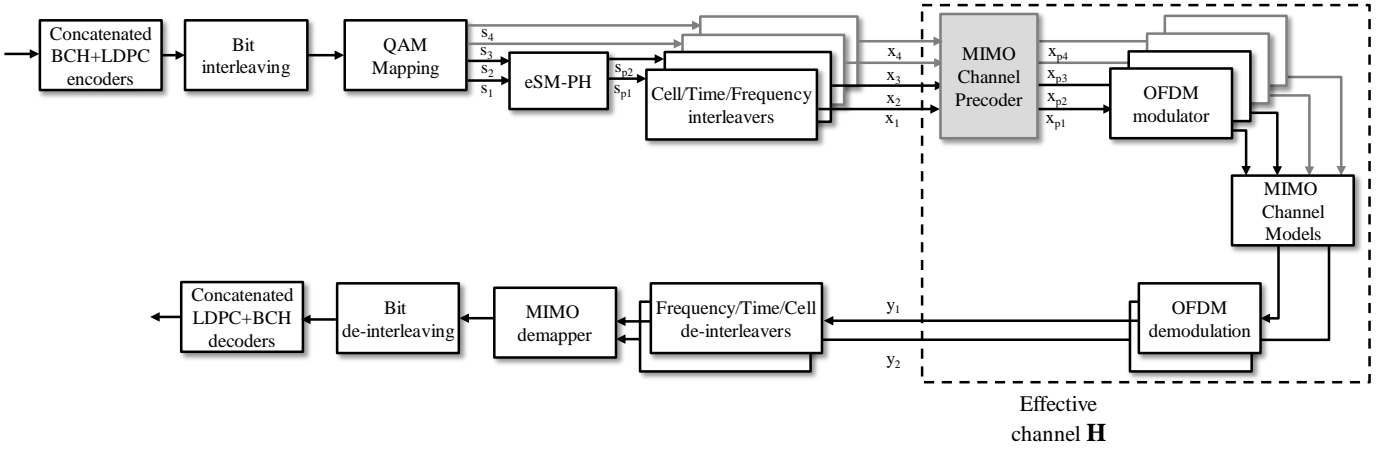 Concatenated
BCH+LDPC
encoders
Bit
interleaving
QAM
Mapping
s₄
s₃
s₂
s₁
eSM-PH
sₚ₂
sₚ₁
Cell/Time/Frequency
interleavers
x₄
x₃
x₂
x₁
MIMO
Channel
Precoder
xₚ₄
xₚ₃
xₚ₂
xₚ₁
OFDM
modulator
MIMO
Channel
Models
Concatenated
LDPC+BCH
decoders
Bit
de-interleaving
MIMO
demapper
Frequency/Time/Cell
de-interleavers
y₁
y₂
OFDM
demodulation
Effective
channel H